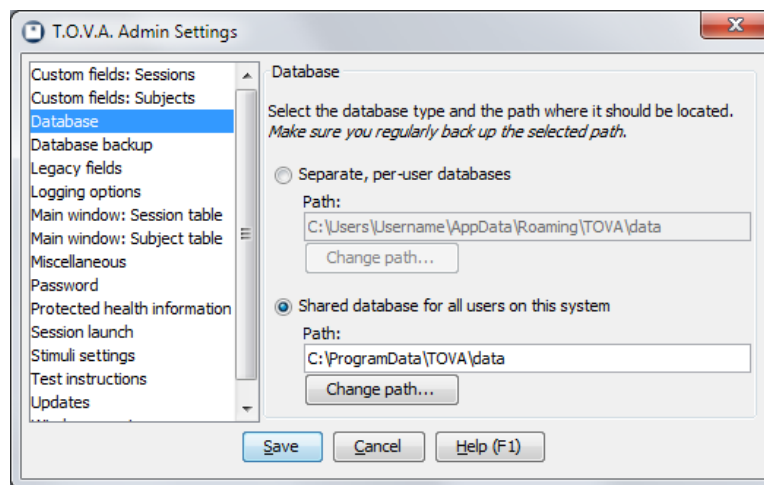 T.O.V.A. Admin Settings
Custom fields: Sessions
Custom fields: Subjects
Database
Database backup
Legacy fields
Logging options
Main window: Session table
Main window: Subject table
Miscellaneous
Password
Protected health information
Session launch
Stimuli settings
Test instructions
Updates
Database
Select the database type and the path where it should be located.
Make sure you regularly back up the selected path.
Separate, per-user databases
Path:
C:\Users\Username\AppData\Roaming\TOVA\data
Change path...
Shared database for all users on this system
Path:
C:\ProgramData\TOVA\data
Change path...
Save
Cancel
Help (F1)